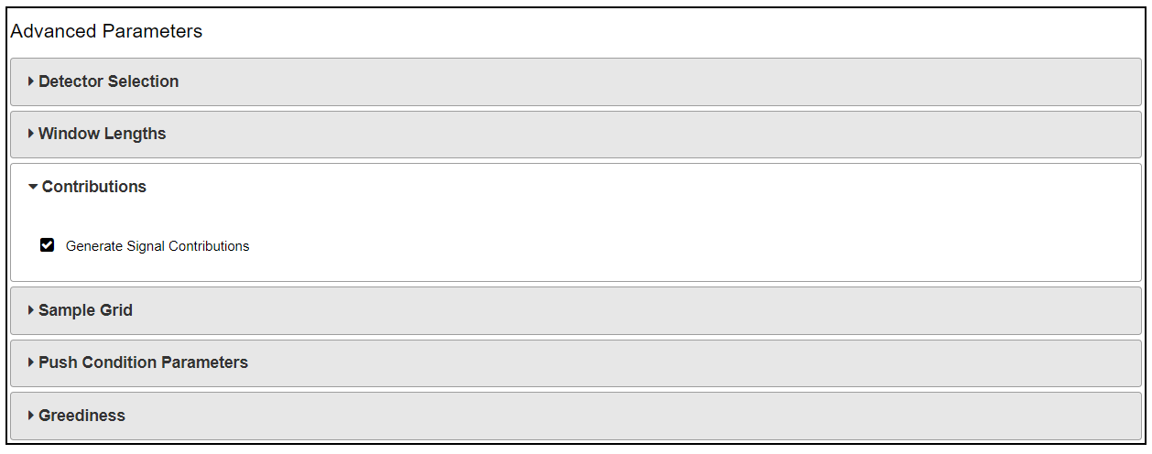 Advanced Parameters
Detector Selection
Window Lengths
Contributions
Generate Signal Contributions
Sample Grid
Push Condition Parameters
Greediness